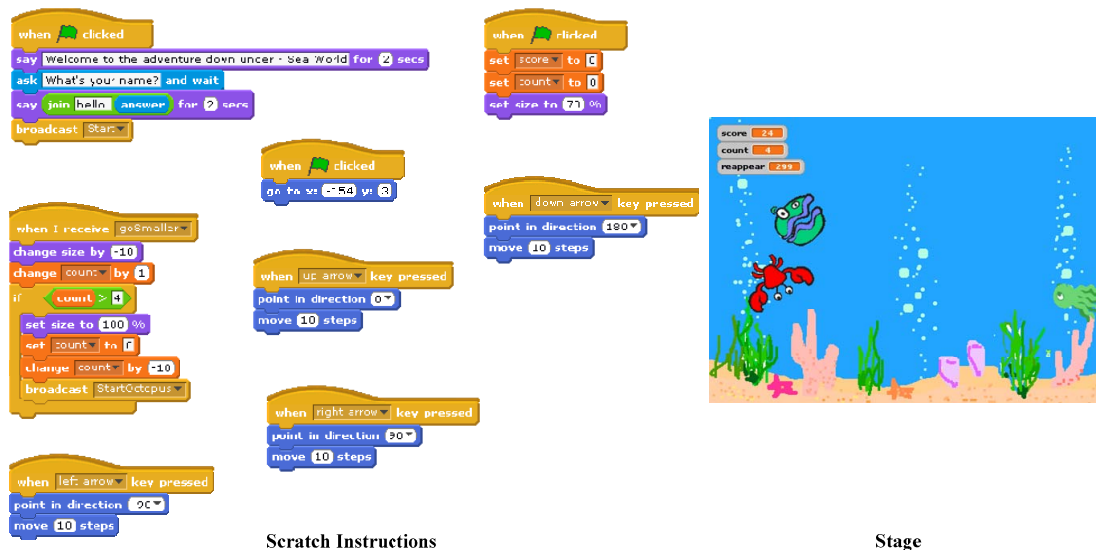 when clicked
say Welcome to the adventure down uncer - Sea World for 2 secs
ask What's your name? and wait
say join hello answer for 2 secs
broadcast Start
when clicked
set score to 0
set count to 0
set size to 70 %
when clicked
go to x: -154 y: 3
when I receive goSmaller
change size by -10
change count by 1
if count > 4
set size to 100 %
set count to 0
change count by -10
broadcast StartOctopus
when up arrow key pressed
point in direction 0
move 10 steps
when down arrow key pressed
point in direction 180
move 10 steps
when right arrow key pressed
point in direction 90
move 10 steps
when left arrow key pressed
point in direction -90
move 10 steps
score 24
count 4
reappear 299
Scratch Instructions
Stage